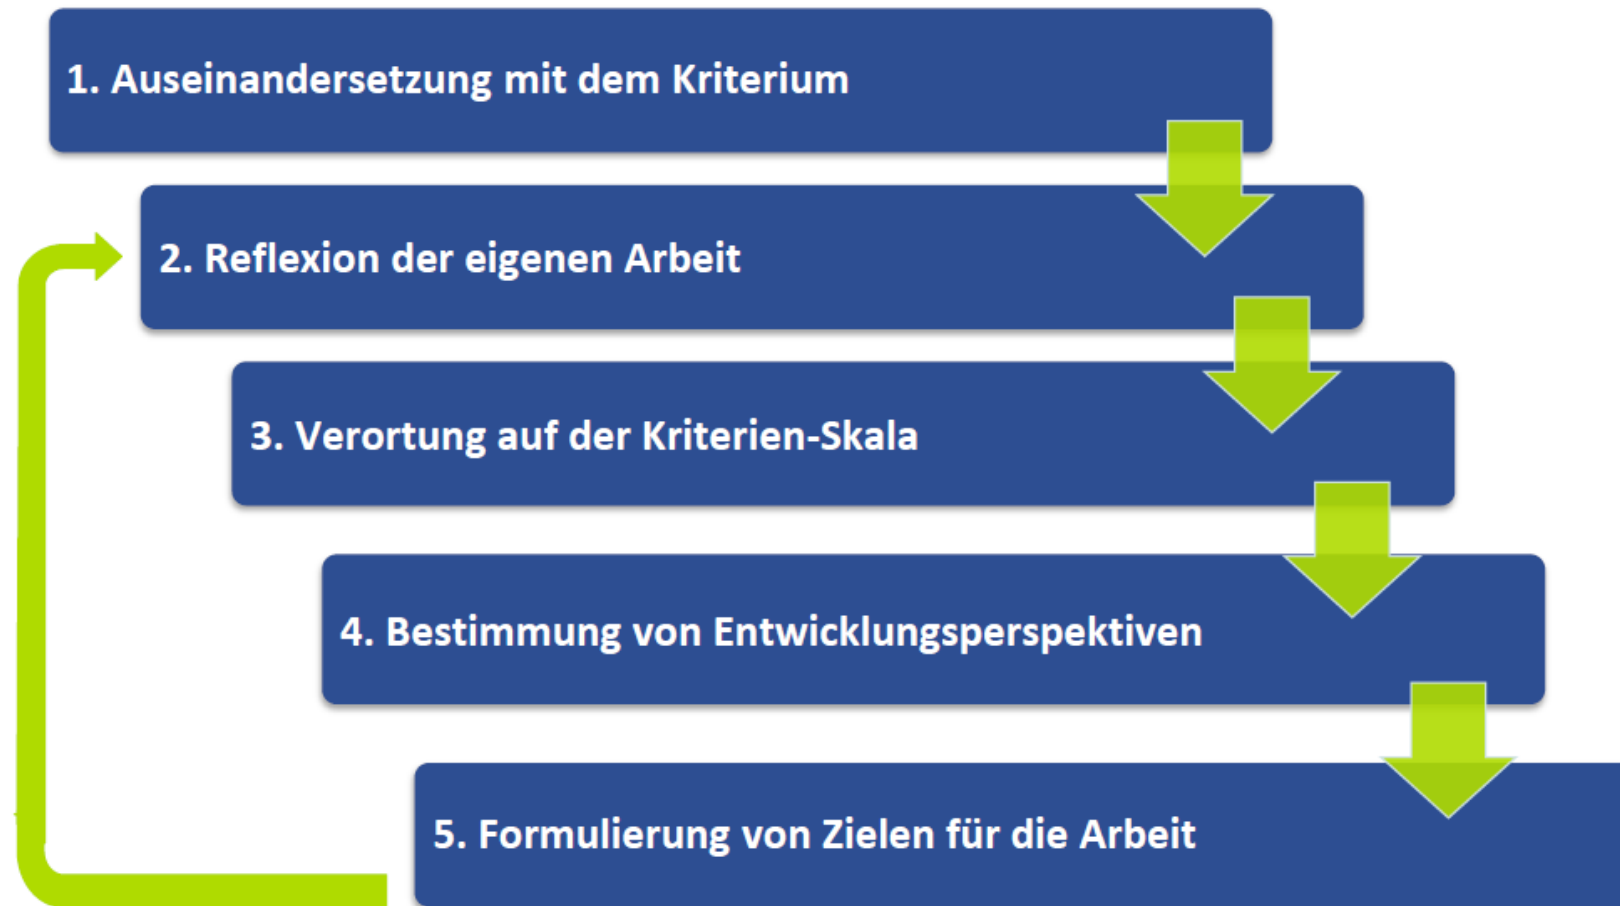 1. Auseinandersetzung mit dem Kriterium
2. Reflexion der eigenen Arbeit
3. Verortung auf der Kriterien-Skala
4. Bestimmung von Entwicklungsperspektiven
5. Formulierung von Zielen für die Arbeit